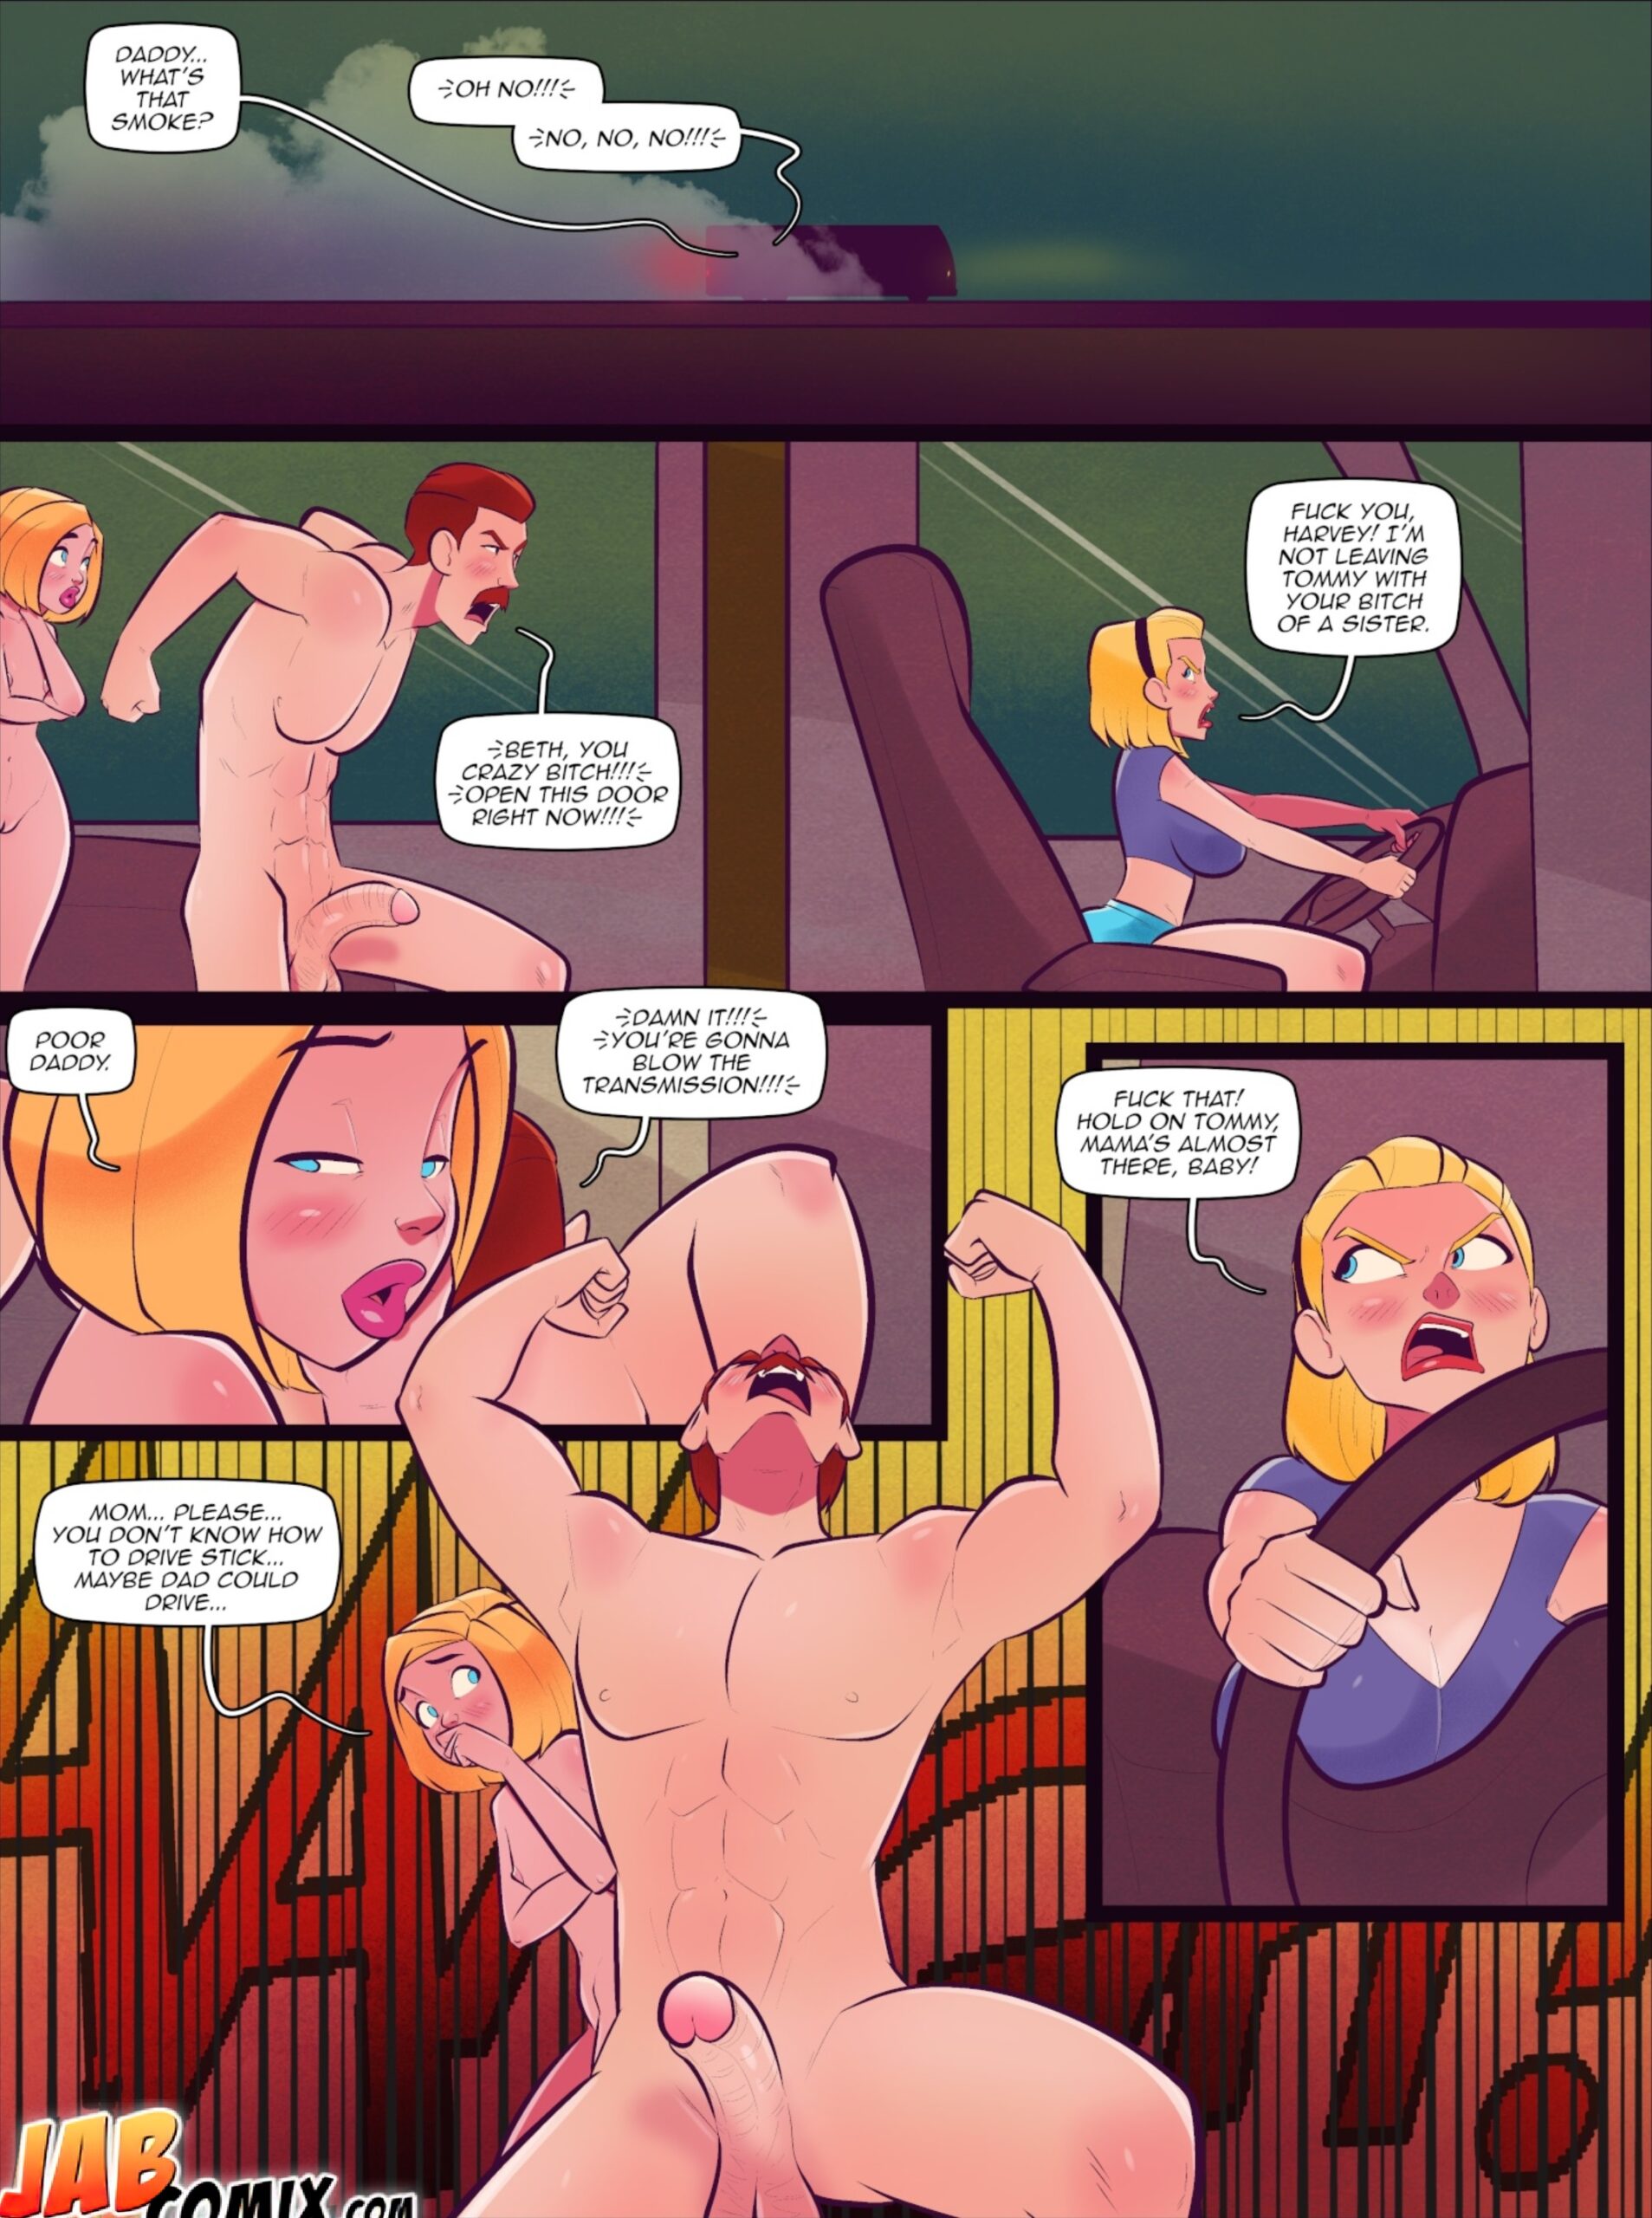 DADDY...
WHAT'S
THAT
SMOKE?
OH NO!!!
NO, NO, NO!!!
BETH, YOU
CRAZY BITCH!!!
OPEN THIS DOOR
RIGHT NOW!!!
FUCK YOU,
HARVEY! I'M
NOT LEAVING
TOMMY WITH
YOUR BITCH
OF A SISTER.
POOR
DADDY.
DAMN IT!!!
YOU'RE GONNA
BLOW THE
TRANSMISSION!!!
FUCK THAT!
HOLD ON TOMMY,
MAMA'S ALMOST
THERE, BABY!
MOM... PLEASE...
YOU DON'T KNOW HOW
TO DRIVE STICK...
MAYBE DAD COULD
DRIVE...
JAB
COMIX.COM